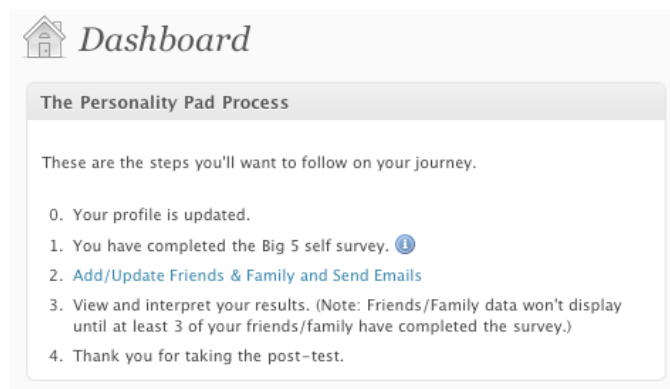 Dashboard
The Personality Pad Process
These are the steps you'll want to follow on your journey.
0. Your profile is updated.
1. You have completed the Big 5 self survey.
2. Add/Update Friends & Family and Send Emails
3. View and interpret your results. (Note: Friends/Family data won't display
until at least 3 of your friends/family have completed the survey.)
4. Thank you for taking the post-test.